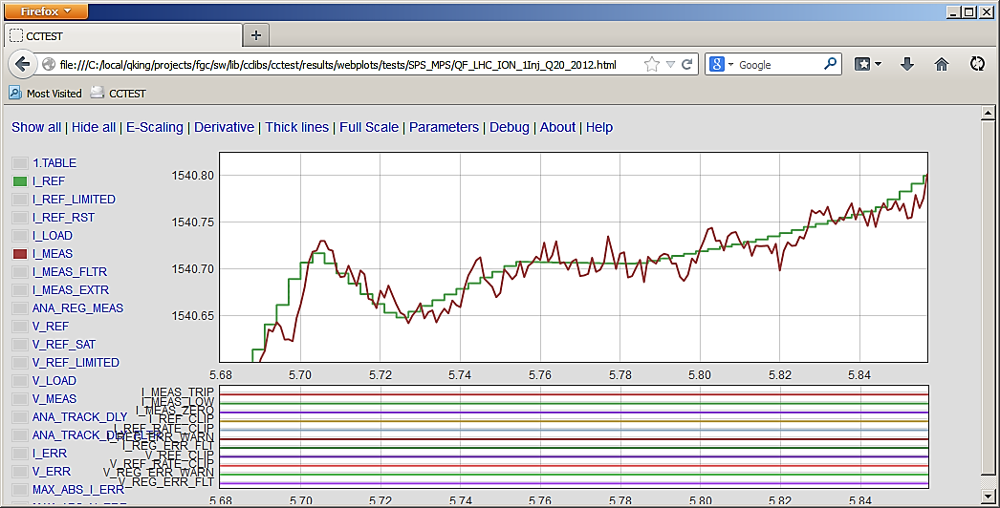 Firefox
CCTEST
file:///C:/local/qking/projects/fgc/sw/lib/cclibs/cctest/results/webplots/tests/SPS_MPS/QF_LHC_ION_1Inj_Q20_2012.html
Google
Most Visited
CCTEST
Show all | Hide all | E-Scaling | Derivative | Thick lines | Full Scale | Parameters | Debug | About | Help
1.TABLE
I_REF
I_REF_LIMITED
I_REF_RST
I_LOAD
I_MEAS
I_MEAS_FLTR
I_MEAS_EXTR
ANA_REG_MEAS
V_REF
V_REF_SAT
V_REF_LIMITED
V_LOAD
V_MEAS
ANA_TRACK_DLY
ANA_TRACK_DLY_FLTR
I_ERR
V_ERR
MAX_ABS_I_ERR
1540.80
1540.75
1540.70
1540.65
5.68 5.70 5.72 5.74 5.76 5.78 5.80 5.82 5.84
I_MEAS_TRIP
I_MEAS_LOW
I_MEAS_ZERO
I_REF_CLIP
I_REF_RATE_CLIP
I_REG_ERR_WARN
I_REG_ERR_FLT
V_REF_CLIP
V_REF_RATE_CLIP
V_REG_ERR_WARN
V_REG_ERR_FLT
5.68 5.70 5.72 5.74 5.76 5.78 5.80 5.82 5.84